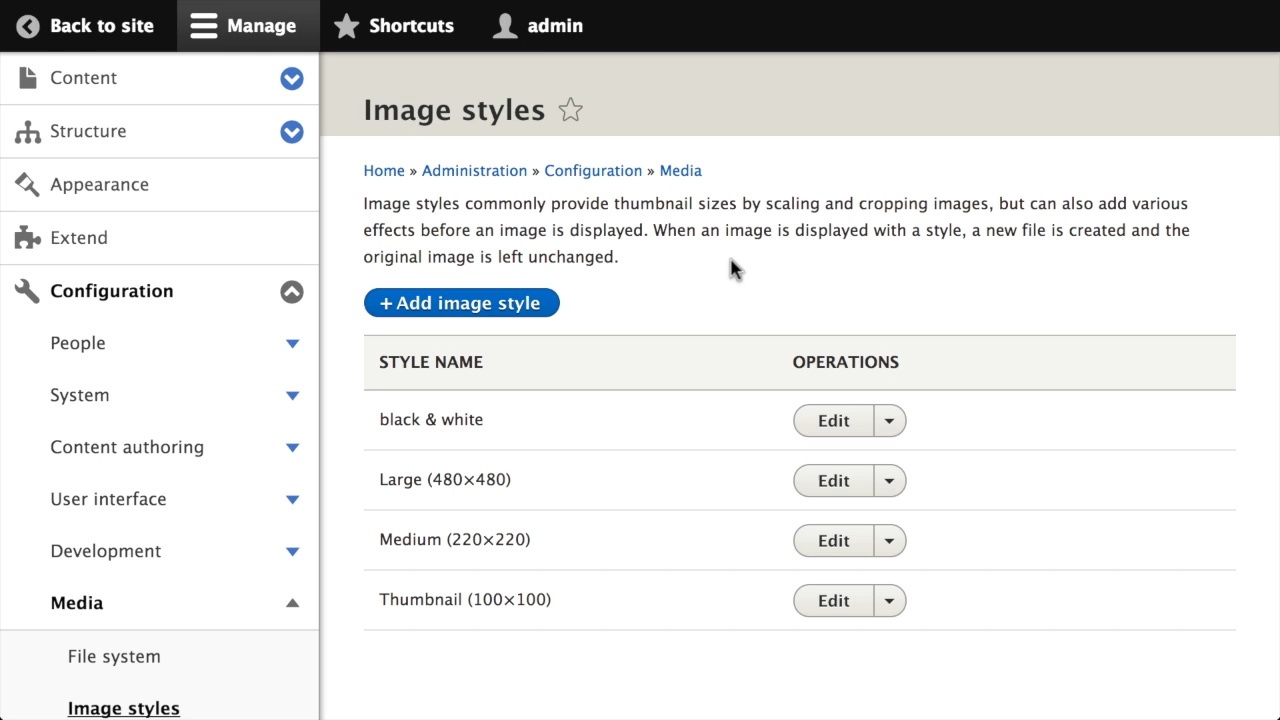 Back to site
Manage
Shortcuts
admin
Content
Structure
Appearance
Extend
Configuration
People
System
Content authoring
User interface
Development
Media
File system
Image styles
Image styles
Home » Administration » Configuration » Media
Image styles commonly provide thumbnail sizes by scaling and cropping images, but can also add various
effects before an image is displayed. When an image is displayed with a style, a new file is created and the
original image is left unchanged.
+ Add image style
STYLE NAME OPERATIONS
black & white Edit
Large (480×480) Edit
Medium (220×220) Edit
Thumbnail (100×100) Edit